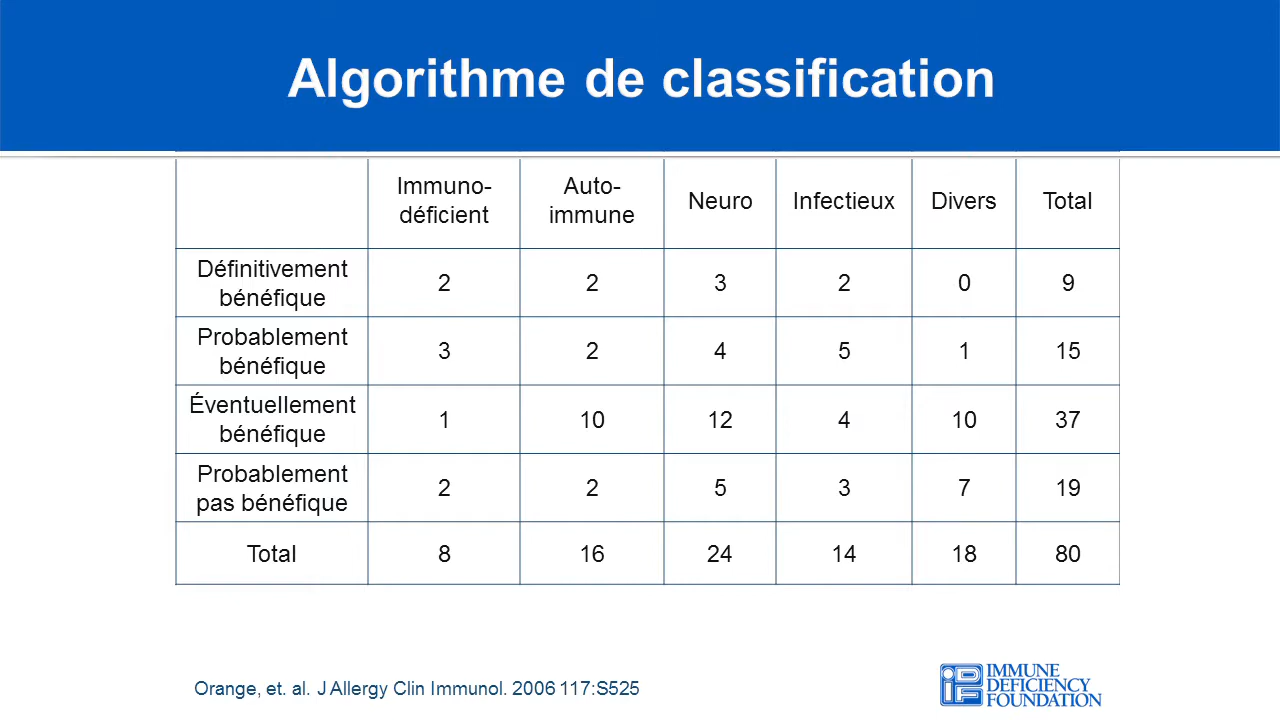 Algorithme de classification
Immuno-
déficient
Auto-
immune
Neuro
Infectieux
Divers
Total
Définitivement
bénéfique
2
2
3
2
0
9
Probablement
bénéfique
3
2
4
5
1
15
Éventuellement
bénéfique
1
10
12
4
10
37
Probablement
pas bénéfique
2
2
5
3
7
19
Total
8
16
24
14
18
80
Orange, et. al. J Allergy Clin Immunol. 2006 117:S525
IDF
IMMUNE
DEFICIENCY
FOUNDATION